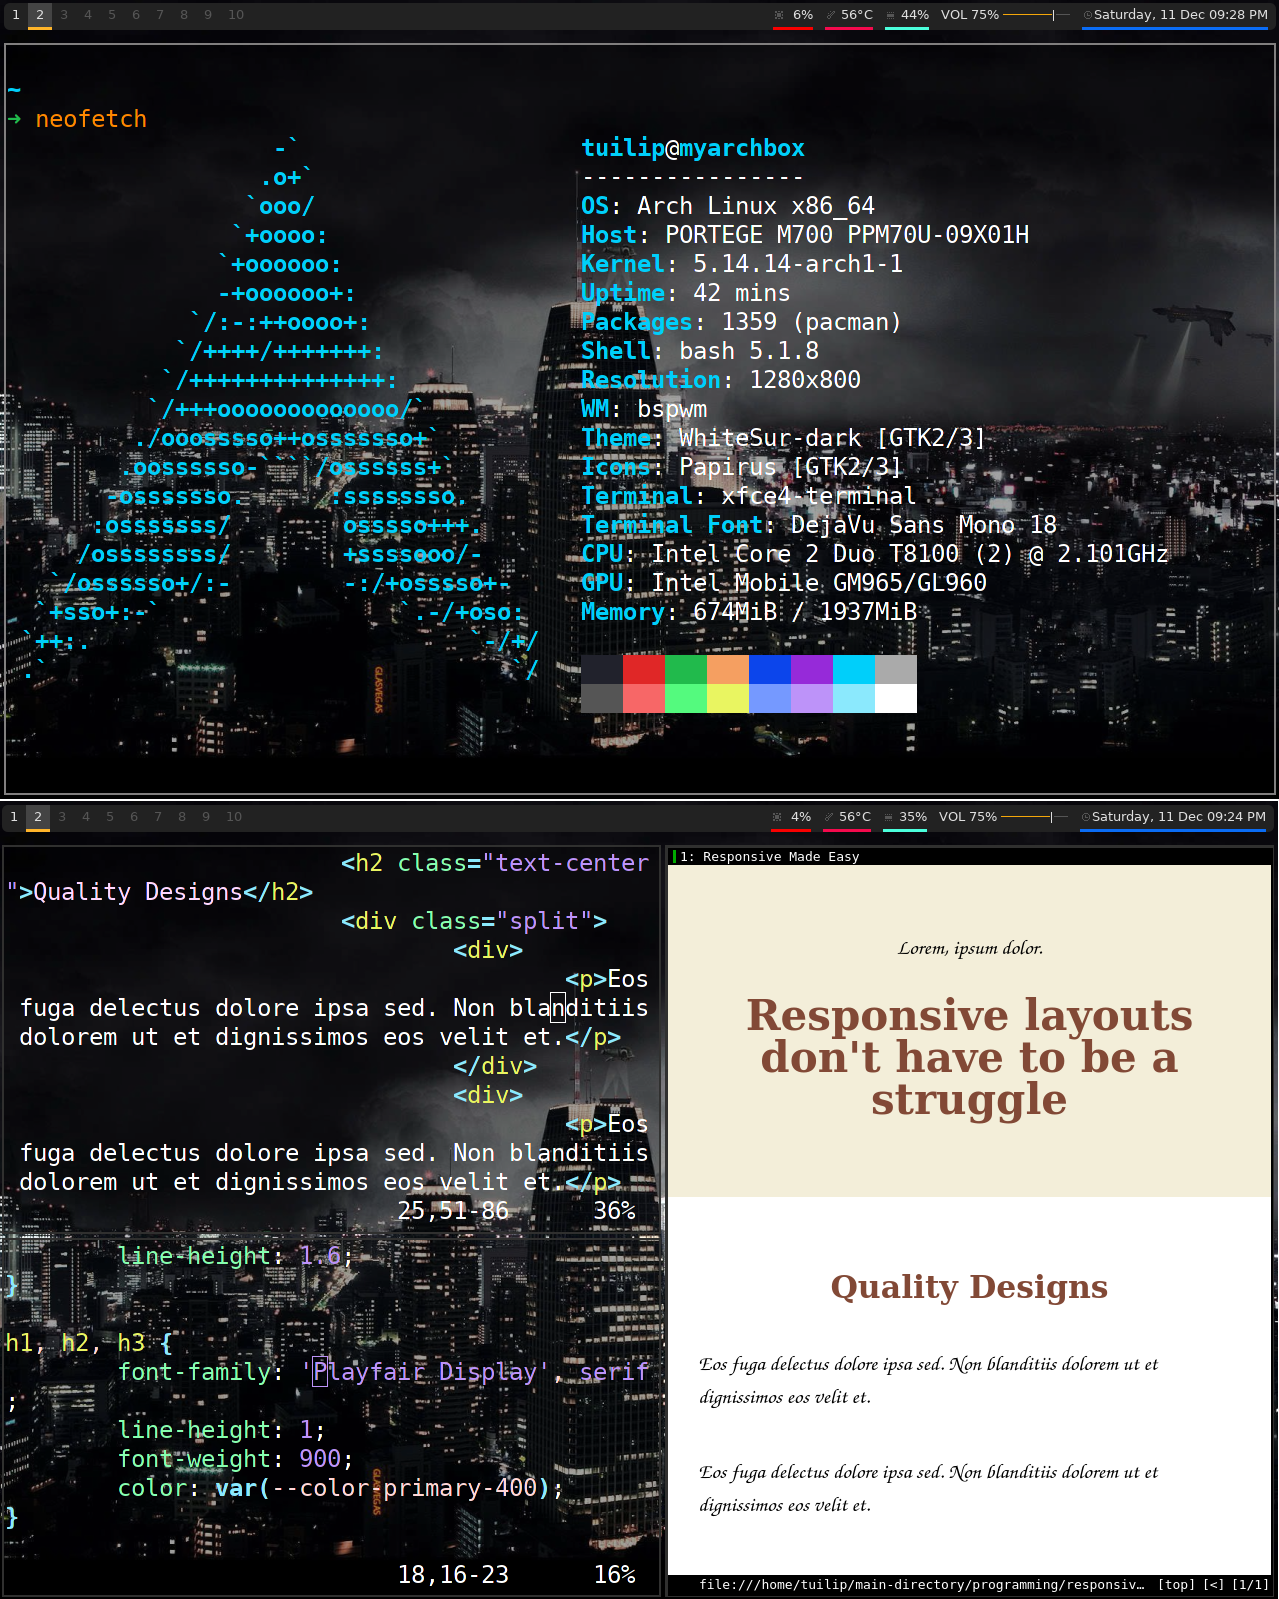 1 2 3 4 5 6 7 8 9 10 6% 56°C 44% VOL 75% Saturday, 11 Dec 09:28 PM
~
➜ neofetch
-`
.o+`
`ooo/
`+oooo:
`+oooooo:
-+oooooo+:
`/:-:++oooo+:
`/++++/+++++++:
`/++++++++++++++:
`/+++ooooooooooooo/`
./ooosssso++osssssso+`
.oossssso-````/ossssss+`
-osssssso. :ssssssso.
:osssssss/ osssso+++.
/ossssssss/ +ssssooo/-
`/ossssso+/:- -:/+osssso+-
`+sso+:-` `.-/+oso:
`++:. `-/+/
.` `/
tuilip@myarchbox
----------------
OS: Arch Linux x86_64
Host: PORTEGE M700 PPM70U-09X01H
Kernel: 5.14.14-arch1-1
Uptime: 42 mins
Packages: 1359 (pacman)
Shell: bash 5.1.8
Resolution: 1280x800
WM: bspwm
Theme: WhiteSur-dark [GTK2/3]
Icons: Papirus [GTK2/3]
Terminal: xfce4-terminal
Terminal Font: DejaVu Sans Mono 18
CPU: Intel Core 2 Duo T8100 (2) @ 2.101GHz
GPU: Intel Mobile GM965/GL960
Memory: 674MiB / 1937MiB
GLASVEGAS
1 2 3 4 5 6 7 8 9 10 4% 56°C 35% VOL 75% Saturday, 11 Dec 09:24 PM
<h2 class="text-center
">Quality Designs</h2>
<div class="split">
<div>
<p>Eos
fuga delectus dolore ipsa sed. Non blanditiis
dolorem ut et dignissimos eos velit et.</p>
</div>
<div>
<p>Eos
fuga delectus dolore ipsa sed. Non blanditiis
dolorem ut et dignissimos eos velit et.</p>
25,51-86 36%
line-height: 1.6;
}
h1, h2, h3 {
font-family: 'Playfair Display', serif
;
line-height: 1;
font-weight: 900;
color: var(--color-primary-400);
}
GLASVEGAS
18,16-23 16%
1: Responsive Made Easy
Lorem, ipsum dolor.
Responsive layouts
don't have to be a
struggle
Quality Designs
Eos fuga delectus dolore ipsa sed. Non blanditiis dolorem ut et
dignissimos eos velit et.
Eos fuga delectus dolore ipsa sed. Non blanditiis dolorem ut et
dignissimos eos velit et.
file:///home/tuilip/main-directory/programming/responsiv… [top] [<] [1/1]